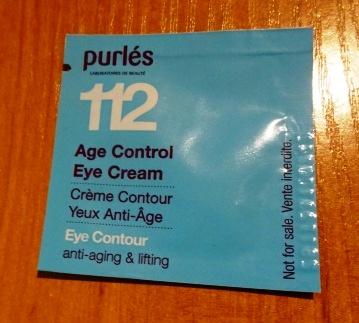 purlés
LABORATOIRES DE BEAUTÉ
112
Age Control
Eye Cream
Crème Contour
Yeux Anti-Âge
Eye Contour
anti-aging & lifting
Not for sale. Vente interdite.